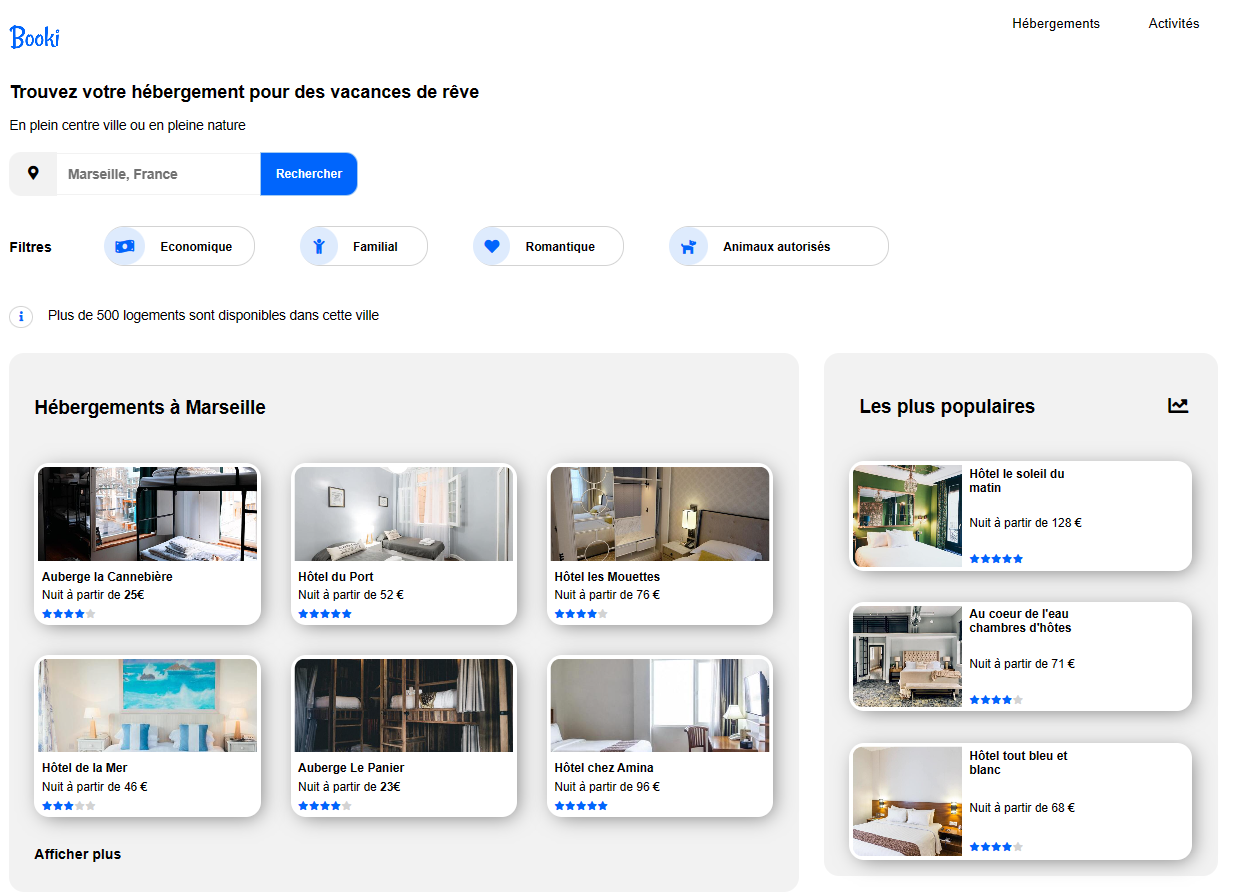 Booki
Hébergements
Activités
Trouvez votre hébergement pour des vacances de rêve
En plein centre ville ou en pleine nature
Marseille, France
Rechercher
Filtres
Economique
Familial
Romantique
Animaux autorisés
Plus de 500 logements sont disponibles dans cette ville
Hébergements à Marseille
Auberge la Cannebière
Nuit à partir de 25€
Hôtel du Port
Nuit à partir de 52 €
Hôtel les Mouettes
Nuit à partir de 76 €
Hôtel de la Mer
Nuit à partir de 46 €
Auberge Le Panier
Nuit à partir de 23€
Hôtel chez Amina
Nuit à partir de 96 €
Afficher plus
Les plus populaires
Hôtel le soleil du
matin
Nuit à partir de 128 €
Au coeur de l'eau
chambres d'hôtes
Nuit à partir de 71 €
Hôtel tout bleu et
blanc
Nuit à partir de 68 €